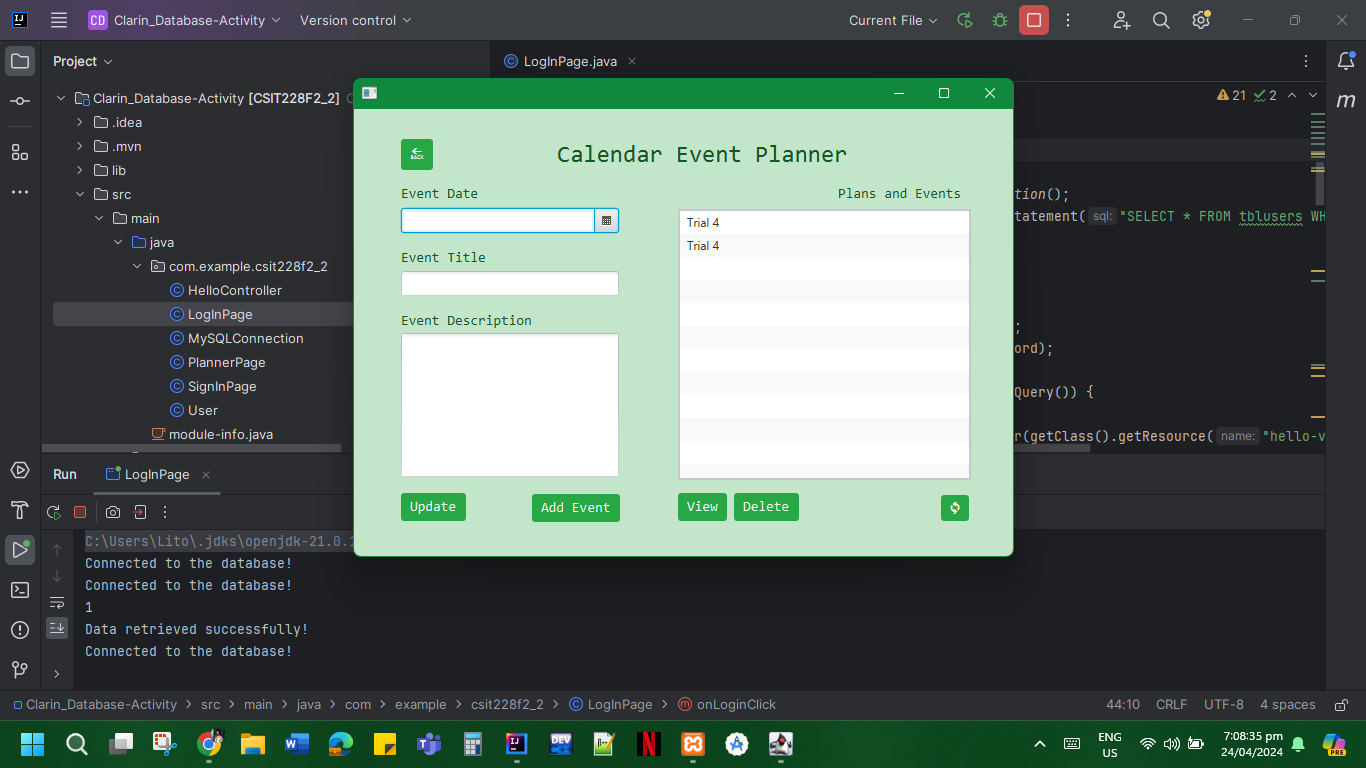 Clarin_Database-Activity
Version control
Current File
CD
Project
LogInPage.java
Clarin_Database-Activity [CSIT228F2_2]
.idea
.mvn
lib
src
main
java
com.example.csit228f2_2
HelloController
LogInPage
MySQLConnection
PlannerPage
SignInPage
User
module-info.java
21
2
tion();
tatement( sql: "SELECT * FROM tblusers WH
;
ord);
Query()) {
r(getClass().getResource( name: "hello-v
BACK
Calendar Event Planner
Event Date
Plans and Events
Trial 4
Trial 4
Event Title
Event Description
Update
Add Event
View
Delete
Run
LogInPage
C:\Users\Lito\.jdks\openjdk-21.0.
Connected to the database!
Connected to the database!
1
Data retrieved successfully!
Connected to the database!
Clarin_Database-Activity > src > main > java > com > example > csit228f2_2 > LogInPage > onLoginClick
44:10
CRLF
UTF-8
4 spaces
ENG
US
7:08:35 pm
24/04/2024